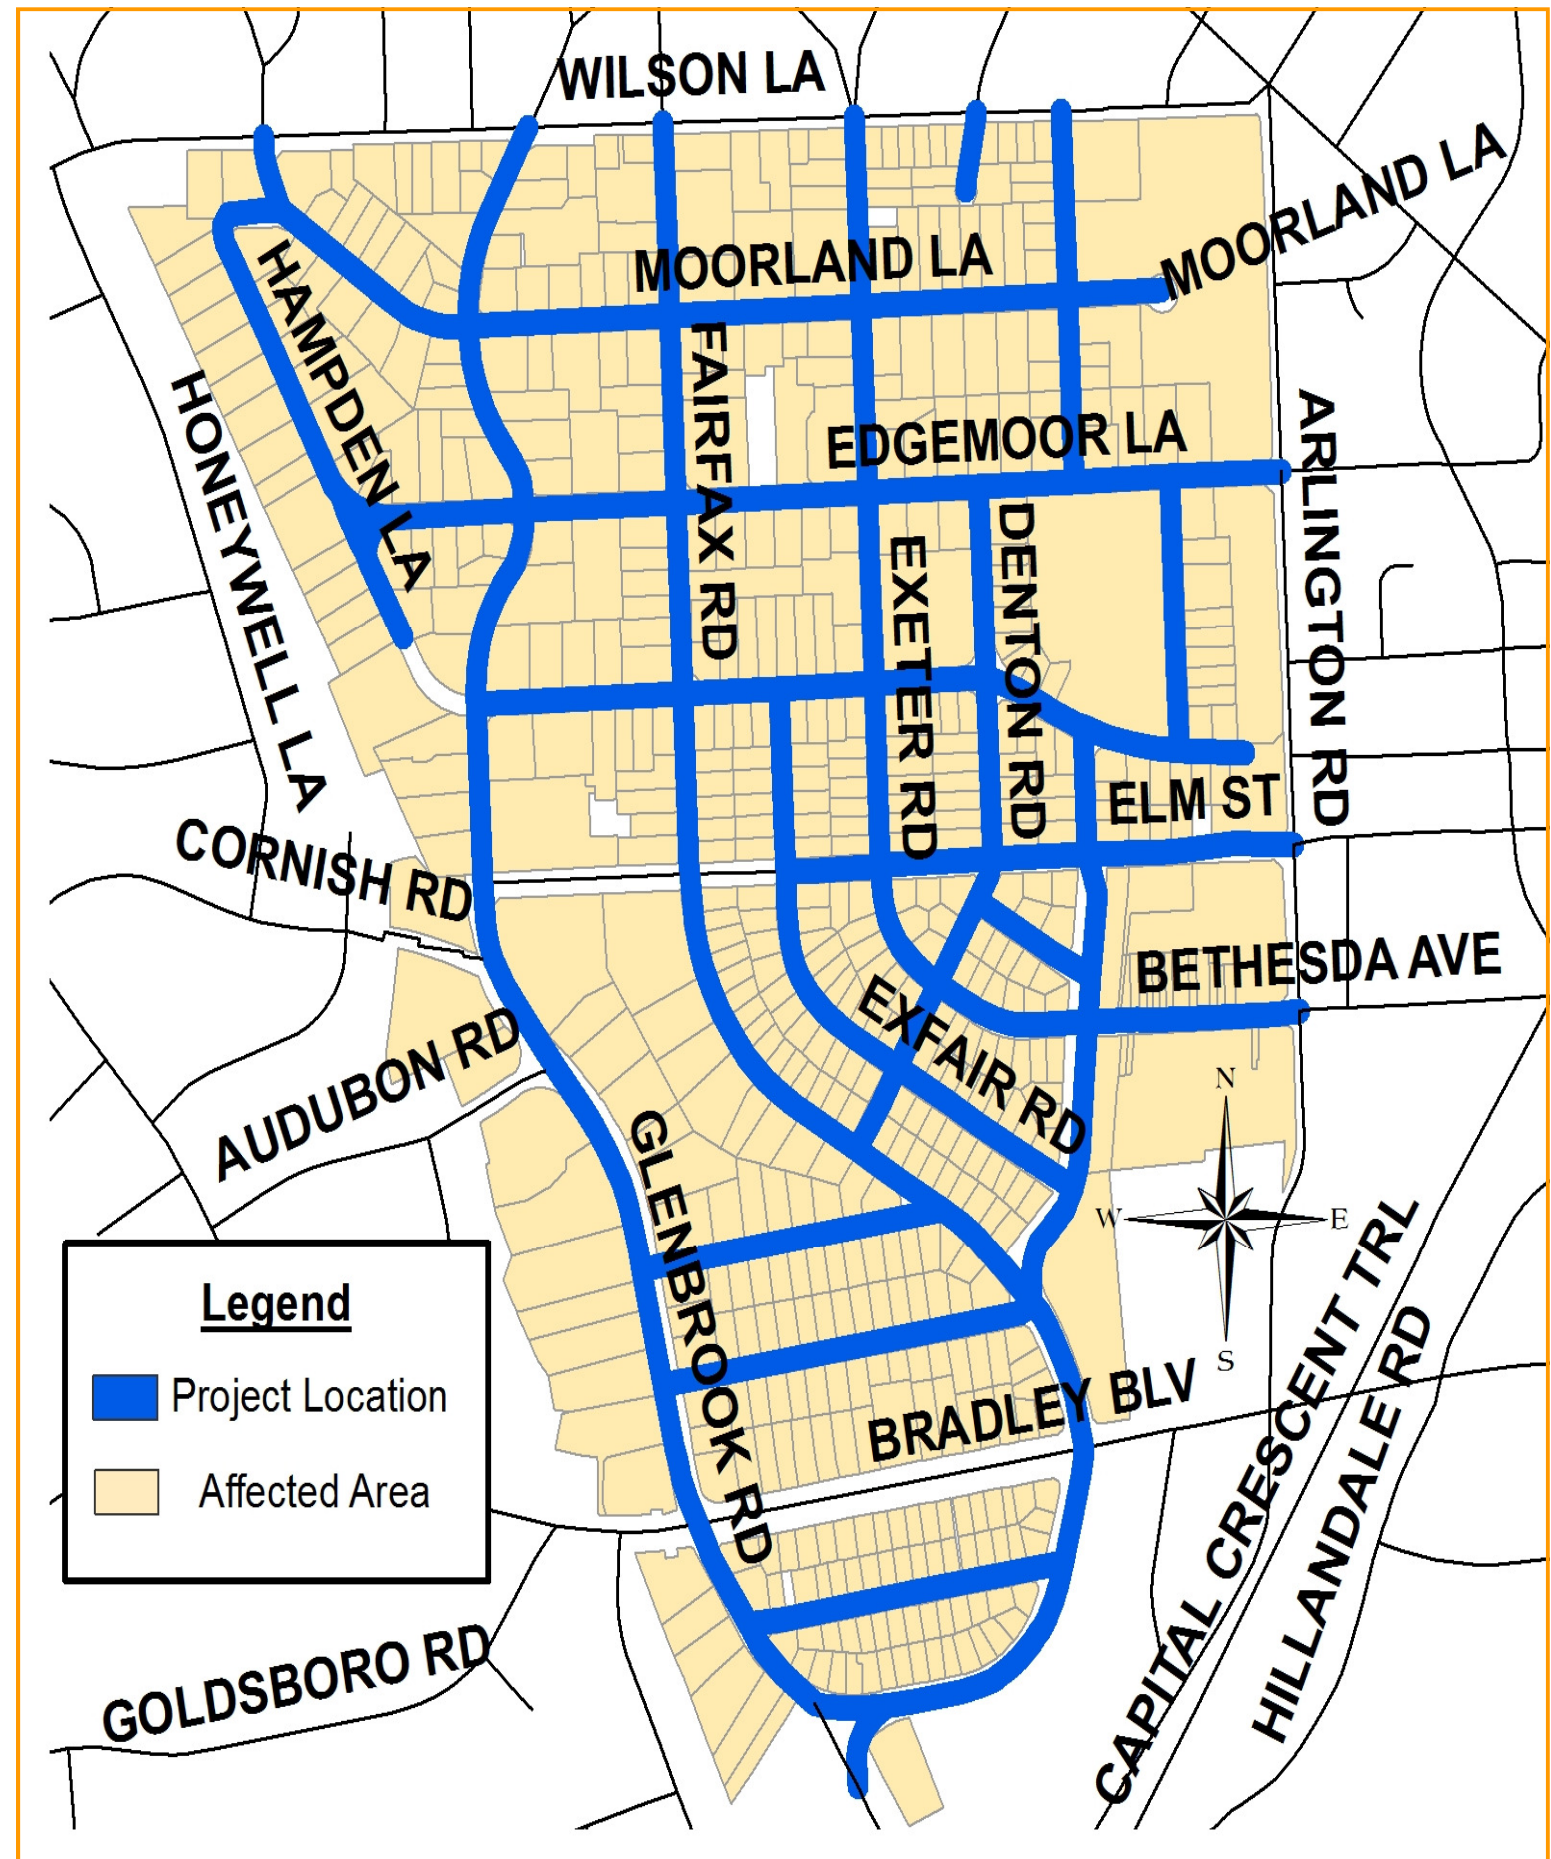 WILSON LA
MOORLAND LA
MOORLAND LA
HAMPDEN LA
FAIRFAX RD
HONEYWELL LA
EDGEMOOR LA
ARLINGTON RD
EXETER RD
DENTON RD
ELM ST
CORNISH RD
BETHESDA AVE
EXFAIR RD
AUDUBON RD
GLENBROOK RD
N
W
E
S
BRADLEY BLV
CAPITAL CRESCENT TRL
HILLANDALE RD
Legend
Project Location
Affected Area
GOLDSBORO RD